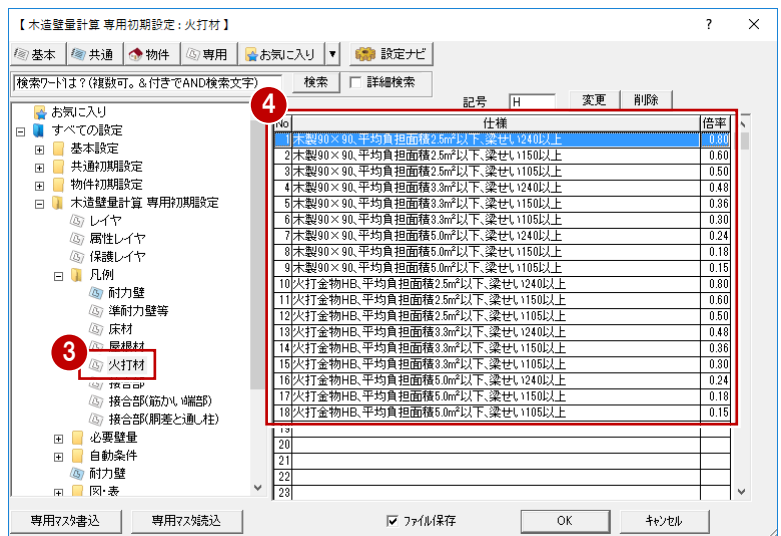 【 木造壁量計算 専用初期設定 : 火打材 】
? ×
基本 共通 物件 専用 お気に入り ▼ 設定ナビ
検索ワードは？(複数可。＆付きでAND検索文字) 検索 詳細検索
記号 H 変更 削除
4
お気に入り
すべての設定
基本設定
共通初期設定
物件初期設定
木造壁量計算 専用初期設定
レイヤ
属性レイヤ
保護レイヤ
凡例
耐力壁
準耐力壁等
床材
屋根材
3
火打材
接合部
接合部(筋かい端部)
接合部(胴差と通し柱)
必要壁量
自動条件
耐力壁
図・表
No 仕様 倍率
1 木製90×90、平均負担面積2.5㎡以下、梁せい240以上 0.80
2 木製90×90、平均負担面積2.5㎡以下、梁せい150以上 0.60
3 木製90×90、平均負担面積2.5㎡以下、梁せい105以上 0.50
4 木製90×90、平均負担面積3.3㎡以下、梁せい240以上 0.48
5 木製90×90、平均負担面積3.3㎡以下、梁せい150以上 0.36
6 木製90×90、平均負担面積3.3㎡以下、梁せい105以上 0.30
7 木製90×90、平均負担面積5.0㎡以下、梁せい240以上 0.24
8 木製90×90、平均負担面積5.0㎡以下、梁せい150以上 0.18
9 木製90×90、平均負担面積5.0㎡以下、梁せい105以上 0.15
10 火打金物HB、平均負担面積2.5㎡以下、梁せい240以上 0.80
11 火打金物HB、平均負担面積2.5㎡以下、梁せい150以上 0.60
12 火打金物HB、平均負担面積2.5㎡以下、梁せい105以上 0.50
13 火打金物HB、平均負担面積3.3㎡以下、梁せい240以上 0.48
14 火打金物HB、平均負担面積3.3㎡以下、梁せい150以上 0.36
15 火打金物HB、平均負担面積3.3㎡以下、梁せい105以上 0.30
16 火打金物HB、平均負担面積5.0㎡以下、梁せい240以上 0.24
17 火打金物HB、平均負担面積5.0㎡以下、梁せい150以上 0.18
18 火打金物HB、平均負担面積5.0㎡以下、梁せい105以上 0.15
19
20
21
22
23
専用マスタ書込 専用マスタ読込 ファイル保存 OK キャンセル